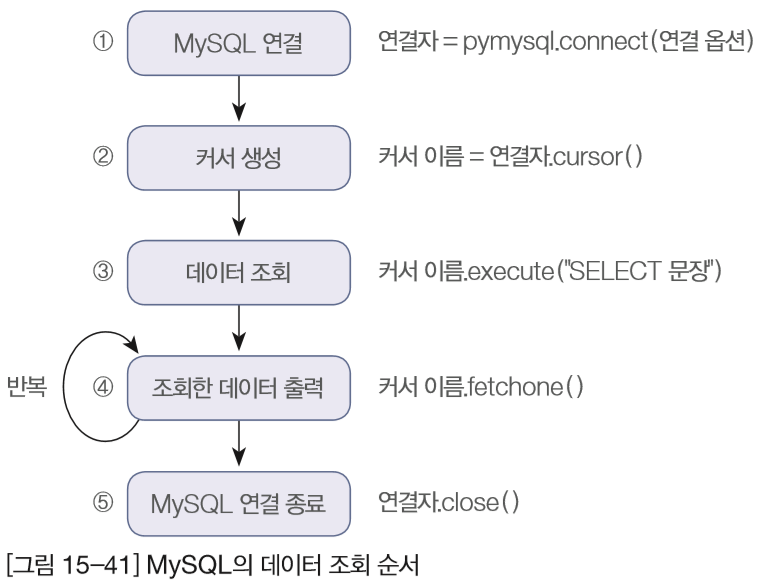 ① MySQL 연결 연결자 = pymysql.connect(연결 옵션)
② 커서 생성 커서 이름 = 연결자.cursor()
③ 데이터 조회 커서 이름.execute("SELECT 문장")
반복 ④ 조회한 데이터 출력 커서 이름.fetchone()
⑤ MySQL 연결 종료 연결자.close()
[그림 15-41] MySQL의 데이터 조회 순서